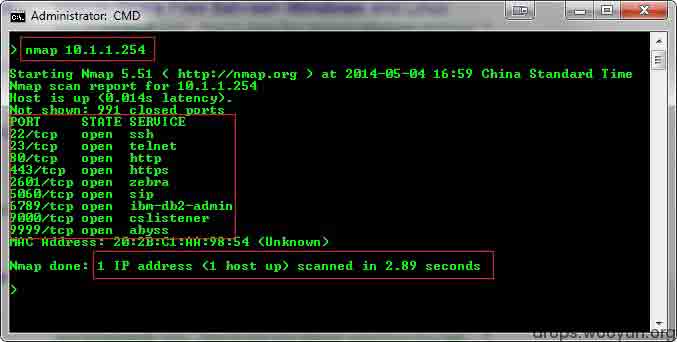 Administrator: CMD
> nmap 10.1.1.254
Starting Nmap 5.51 ( http://nmap.org ) at 2014-05-04 16:59 China Standard Time
Nmap scan report for 10.1.1.254
Host is up (0.014s latency).
Not shown: 991 closed ports
PORT STATE SERVICE
22/tcp open ssh
23/tcp open telnet
80/tcp open http
443/tcp open https
2601/tcp open zebra
5060/tcp open sip
6789/tcp open ibm-db2-admin
9000/tcp open cslistener
9999/tcp open abyss
MAC Address: 20:2B:C1:AA:98:54 (Unknown)
Nmap done: 1 IP address (1 host up) scanned in 2.89 seconds
>
drops.wooyun.org